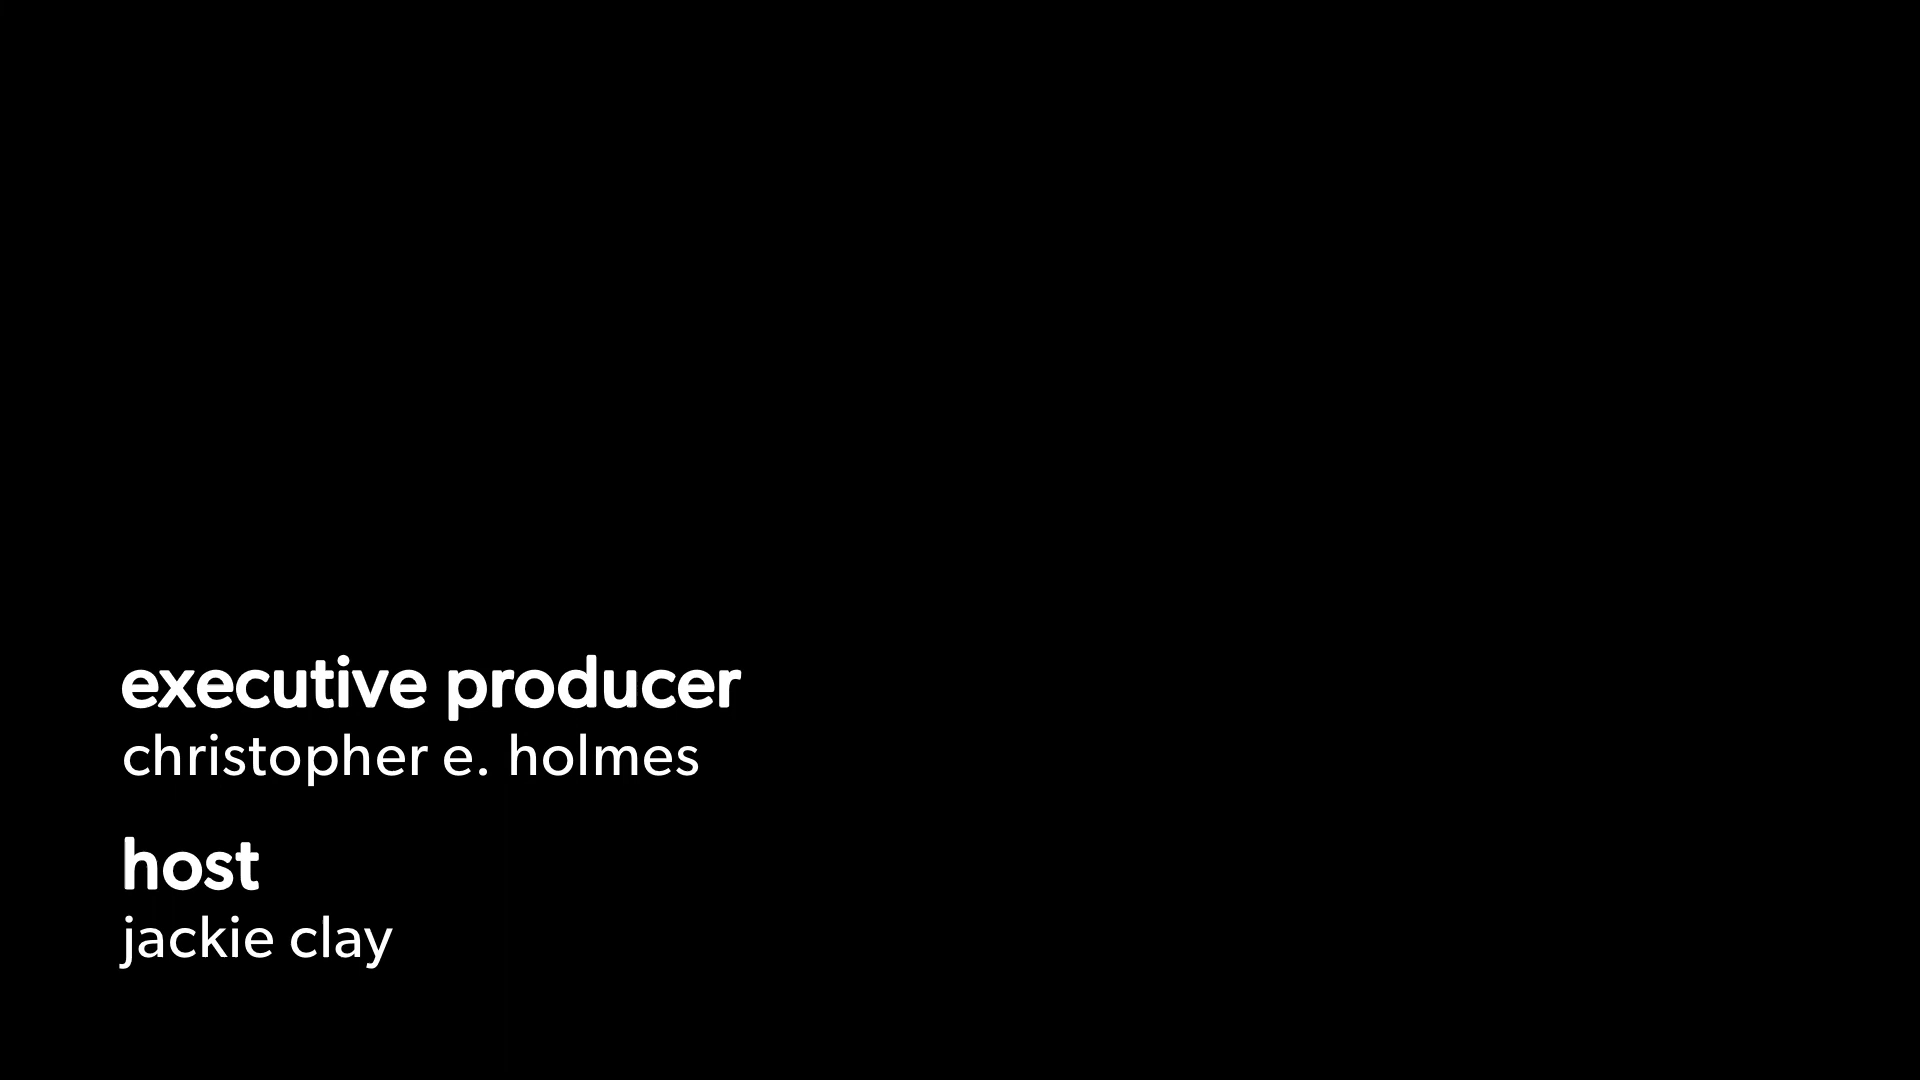 executive producer
christopher e. holmes
host
jackie clay